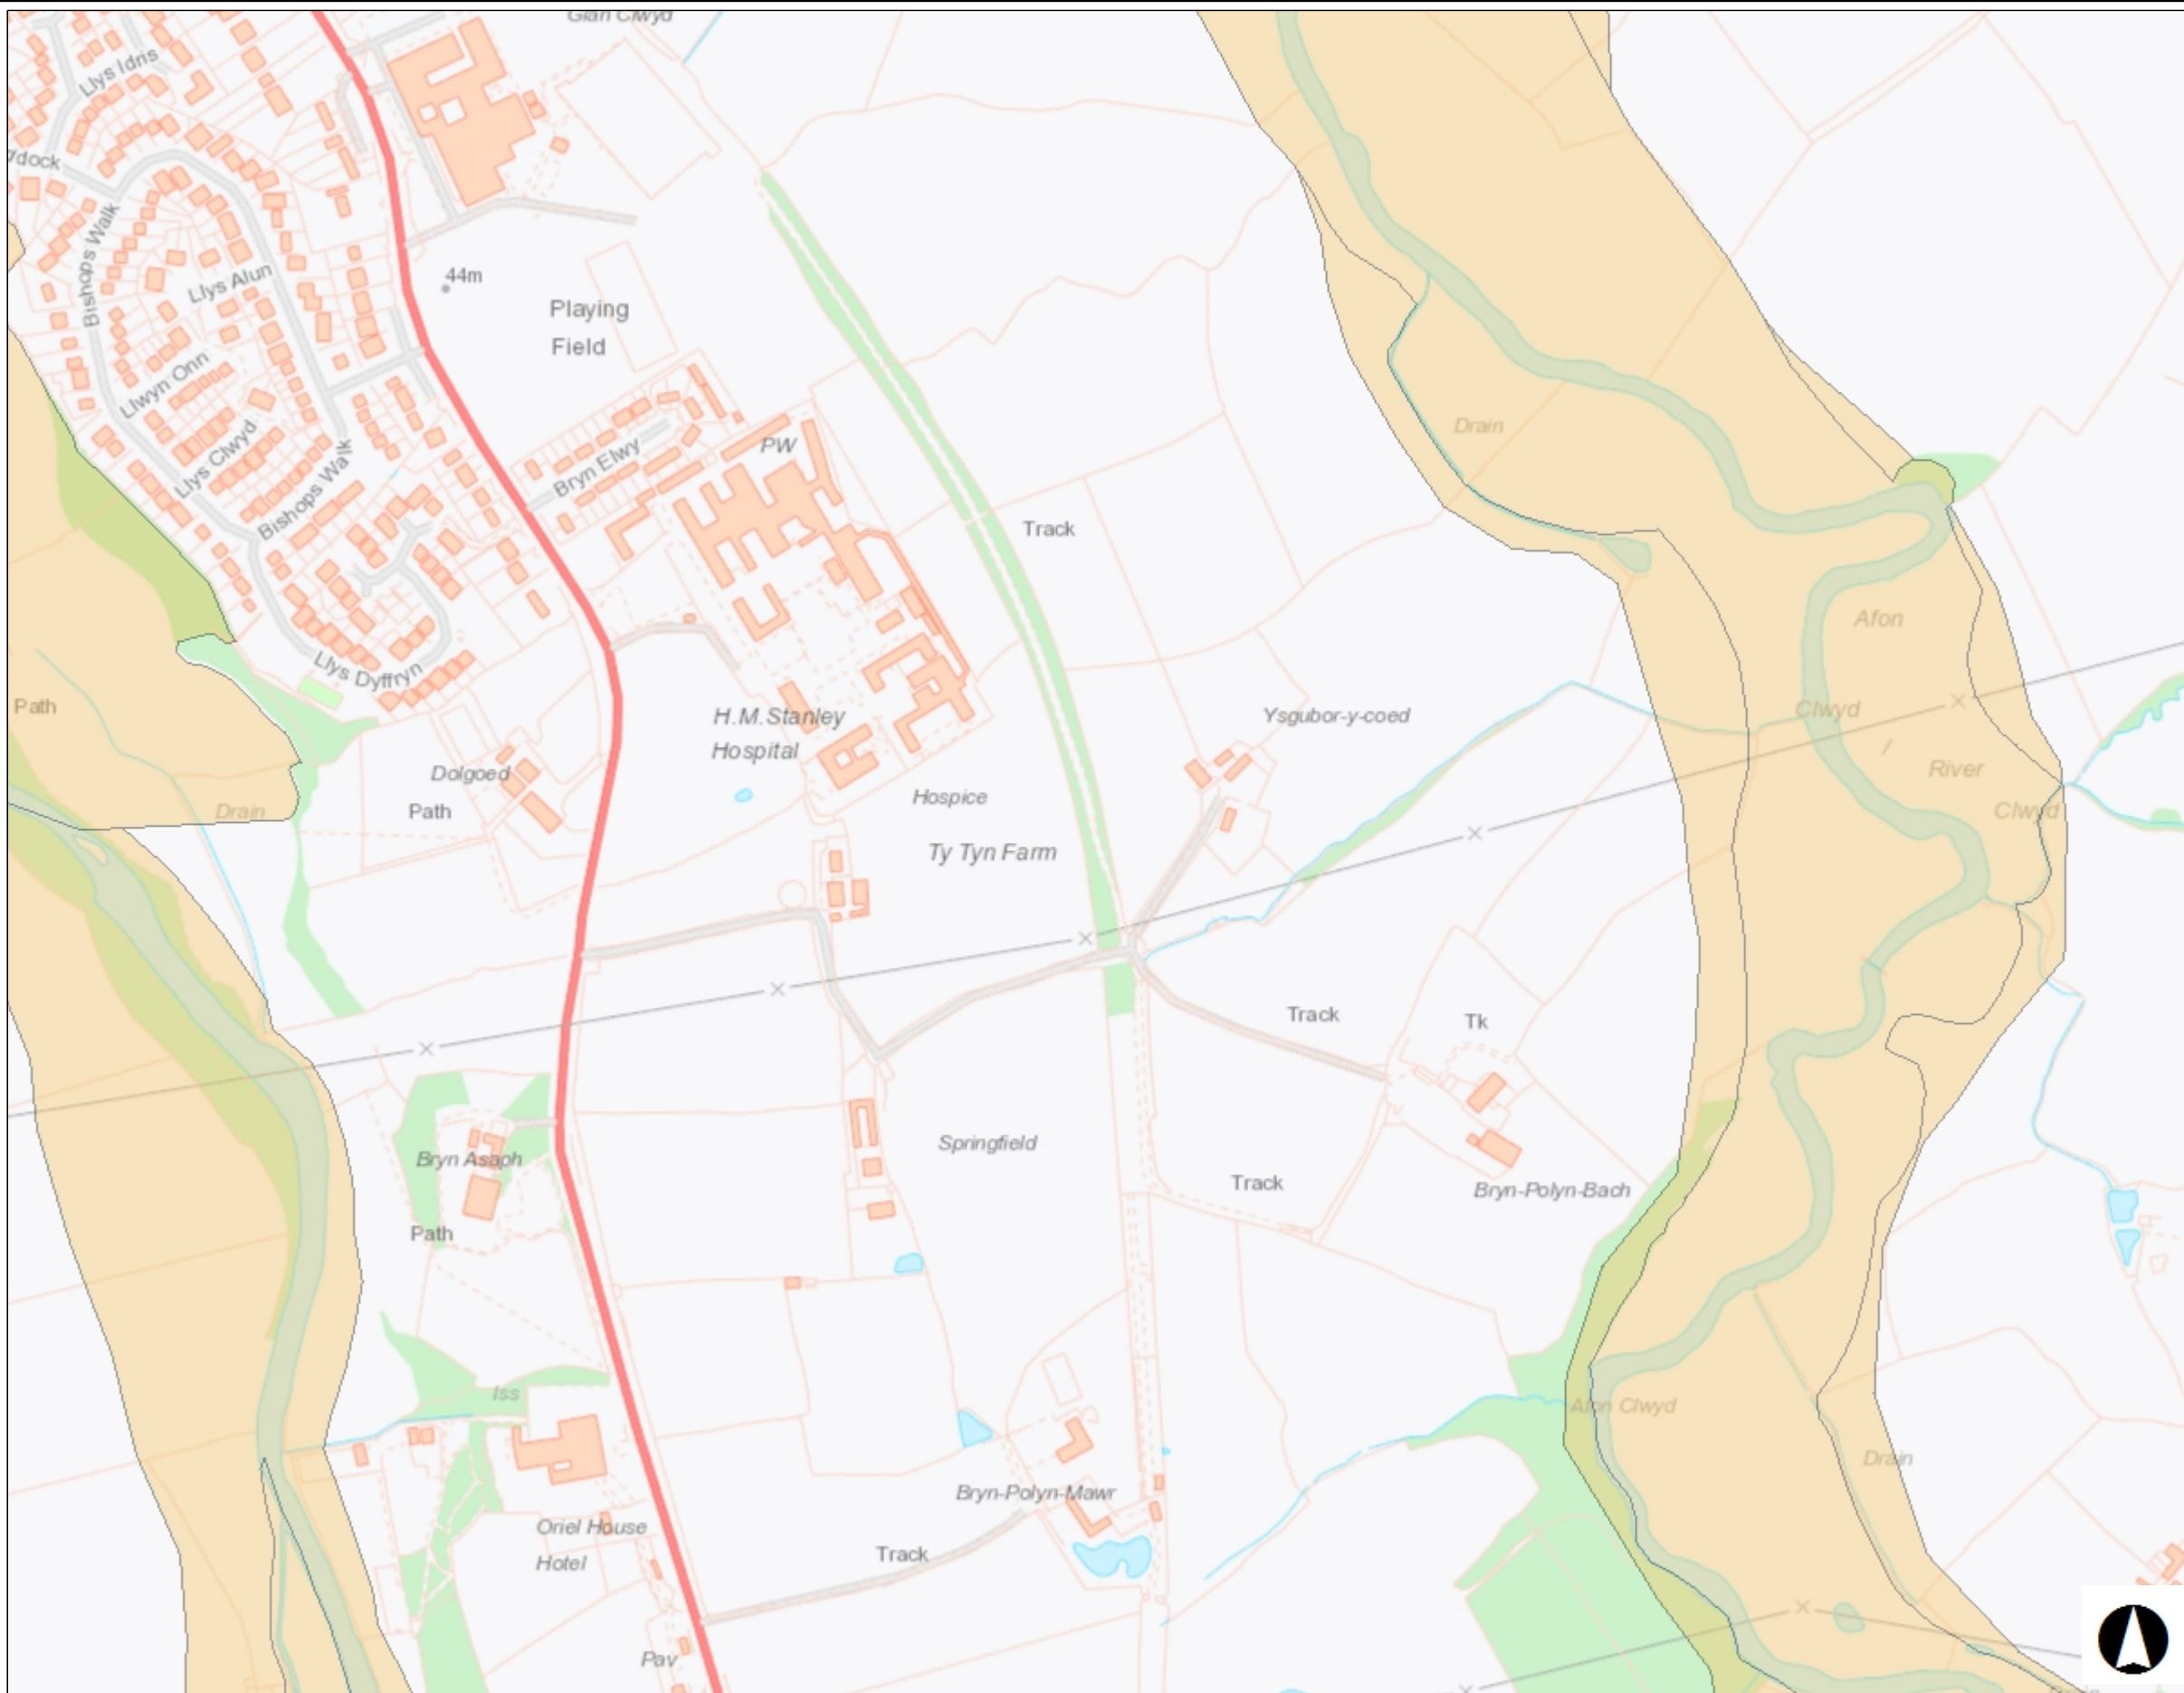 Glan Clwyd
Llys Idris
Bishops Walk
Llys Alun
44m
Playing
Field
Llwyn Onn
Llys Clwyd
Bishops Walk
Bryn Elwy
PW
Drain
Track
Afon
Llys Dyffryn
Path
H.M.Stanley
Hospital
Ysgubor-y-coed
Clwyd
/
River
Clwyd
Dolgoed
Path
Drain
Hospice
Ty Tyn Farm
Track
Tk
Springfield
Bryn Asaph
Track
Bryn-Polyn-Bach
Path
Iss
Afon Clwyd
Drain
Bryn-Polyn-Mawr
Oriel House
Hotel
Track
Pav